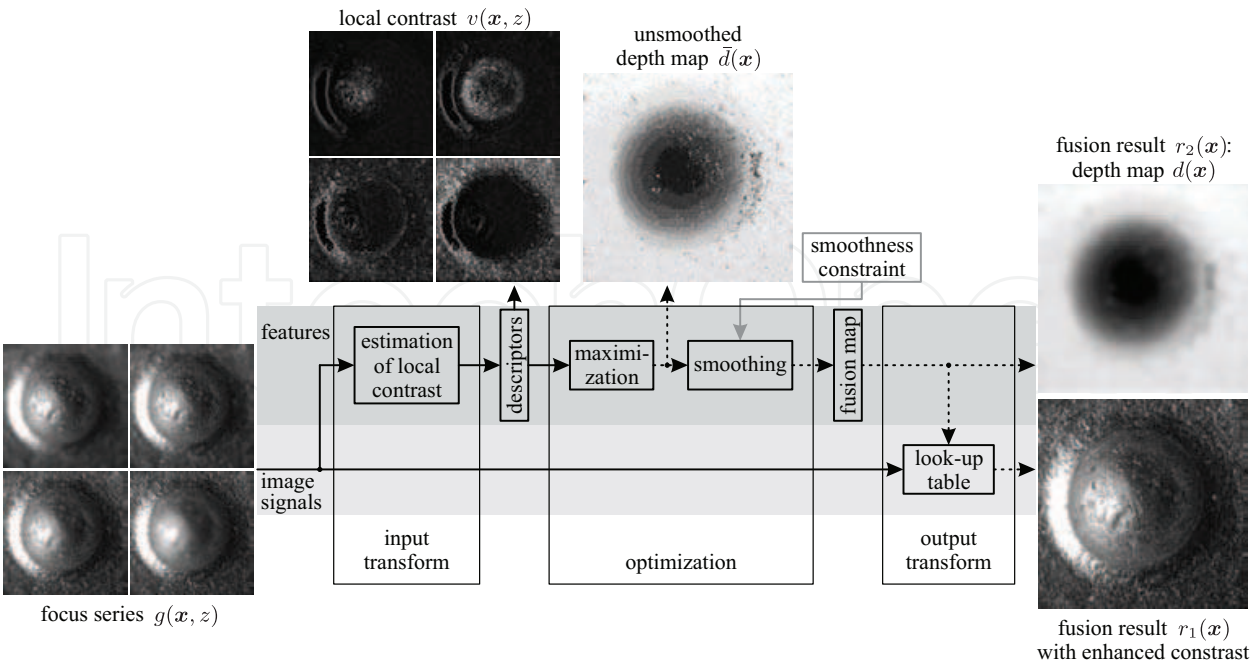 local contrast v(x, z)
unsmoothed
depth map d̄(x)
fusion result r₂(x):
depth map d(x)
smoothness
constraint
features
estimation
of local
contrast
descriptors
maximi-
zation
smoothing
fusion map
look-up
table
image
signals
input
transform
optimization
output
transform
focus series g(x, z)
fusion result r₁(x)
with enhanced constrast